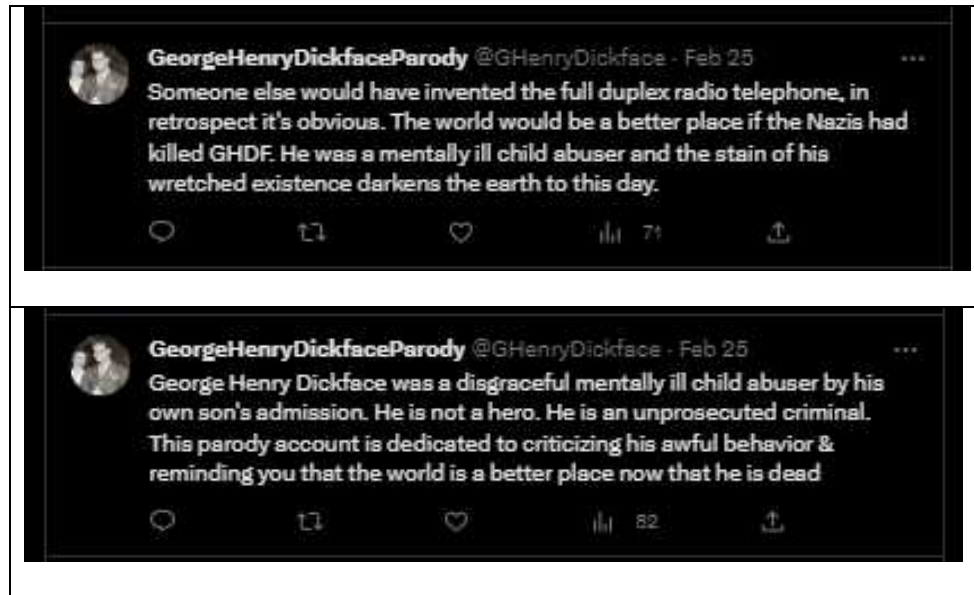 GeorgeHenryDickfaceParody @GHenryDickface · Feb 25
Someone else would have invented the full duplex radio telephone, in
retrospect it's obvious. The world would be a better place if the Nazis had
killed GHDF. He was a mentally ill child abuser and the stain of his
wretched existence darkens the earth to this day.
71
GeorgeHenryDickfaceParody @GHenryDickface · Feb 25
George Henry Dickface was a disgraceful mentally ill child abuser by his
own son's admission. He is not a hero. He is an unprosecuted criminal.
This parody account is dedicated to criticizing his awful behavior &
reminding you that the world is a better place now that he is dead
82